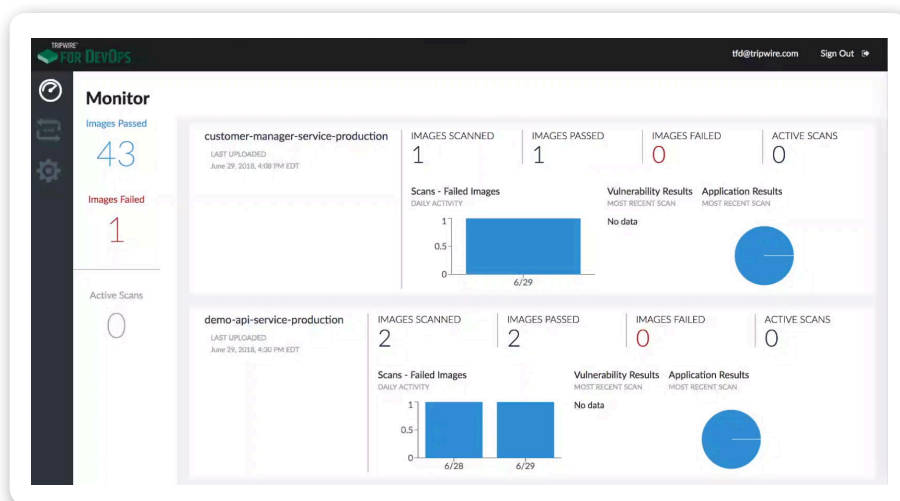 TRIPWIRE™
FOR DEVOPS
tfd@tripwire.com Sign Out
Monitor
Images Passed
43
Images Failed
1
Active Scans
0
customer-manager-service-production
LAST UPLOADED
June 29, 2018, 4:08 PM EDT
IMAGES SCANNED
1
IMAGES PASSED
1
IMAGES FAILED
0
ACTIVE SCANS
0
Scans - Failed Images
DAILY ACTIVITY
1
0.5
0
6/29
Vulnerability Results
MOST RECENT SCAN
No data
Application Results
MOST RECENT SCAN
demo-api-service-production
LAST UPLOADED
June 29, 2018, 4:30 PM EDT
IMAGES SCANNED
2
IMAGES PASSED
2
IMAGES FAILED
0
ACTIVE SCANS
0
Scans - Failed Images
DAILY ACTIVITY
1
0.5
0
6/28 6/29
Vulnerability Results
MOST RECENT SCAN
No data
Application Results
MOST RECENT SCAN